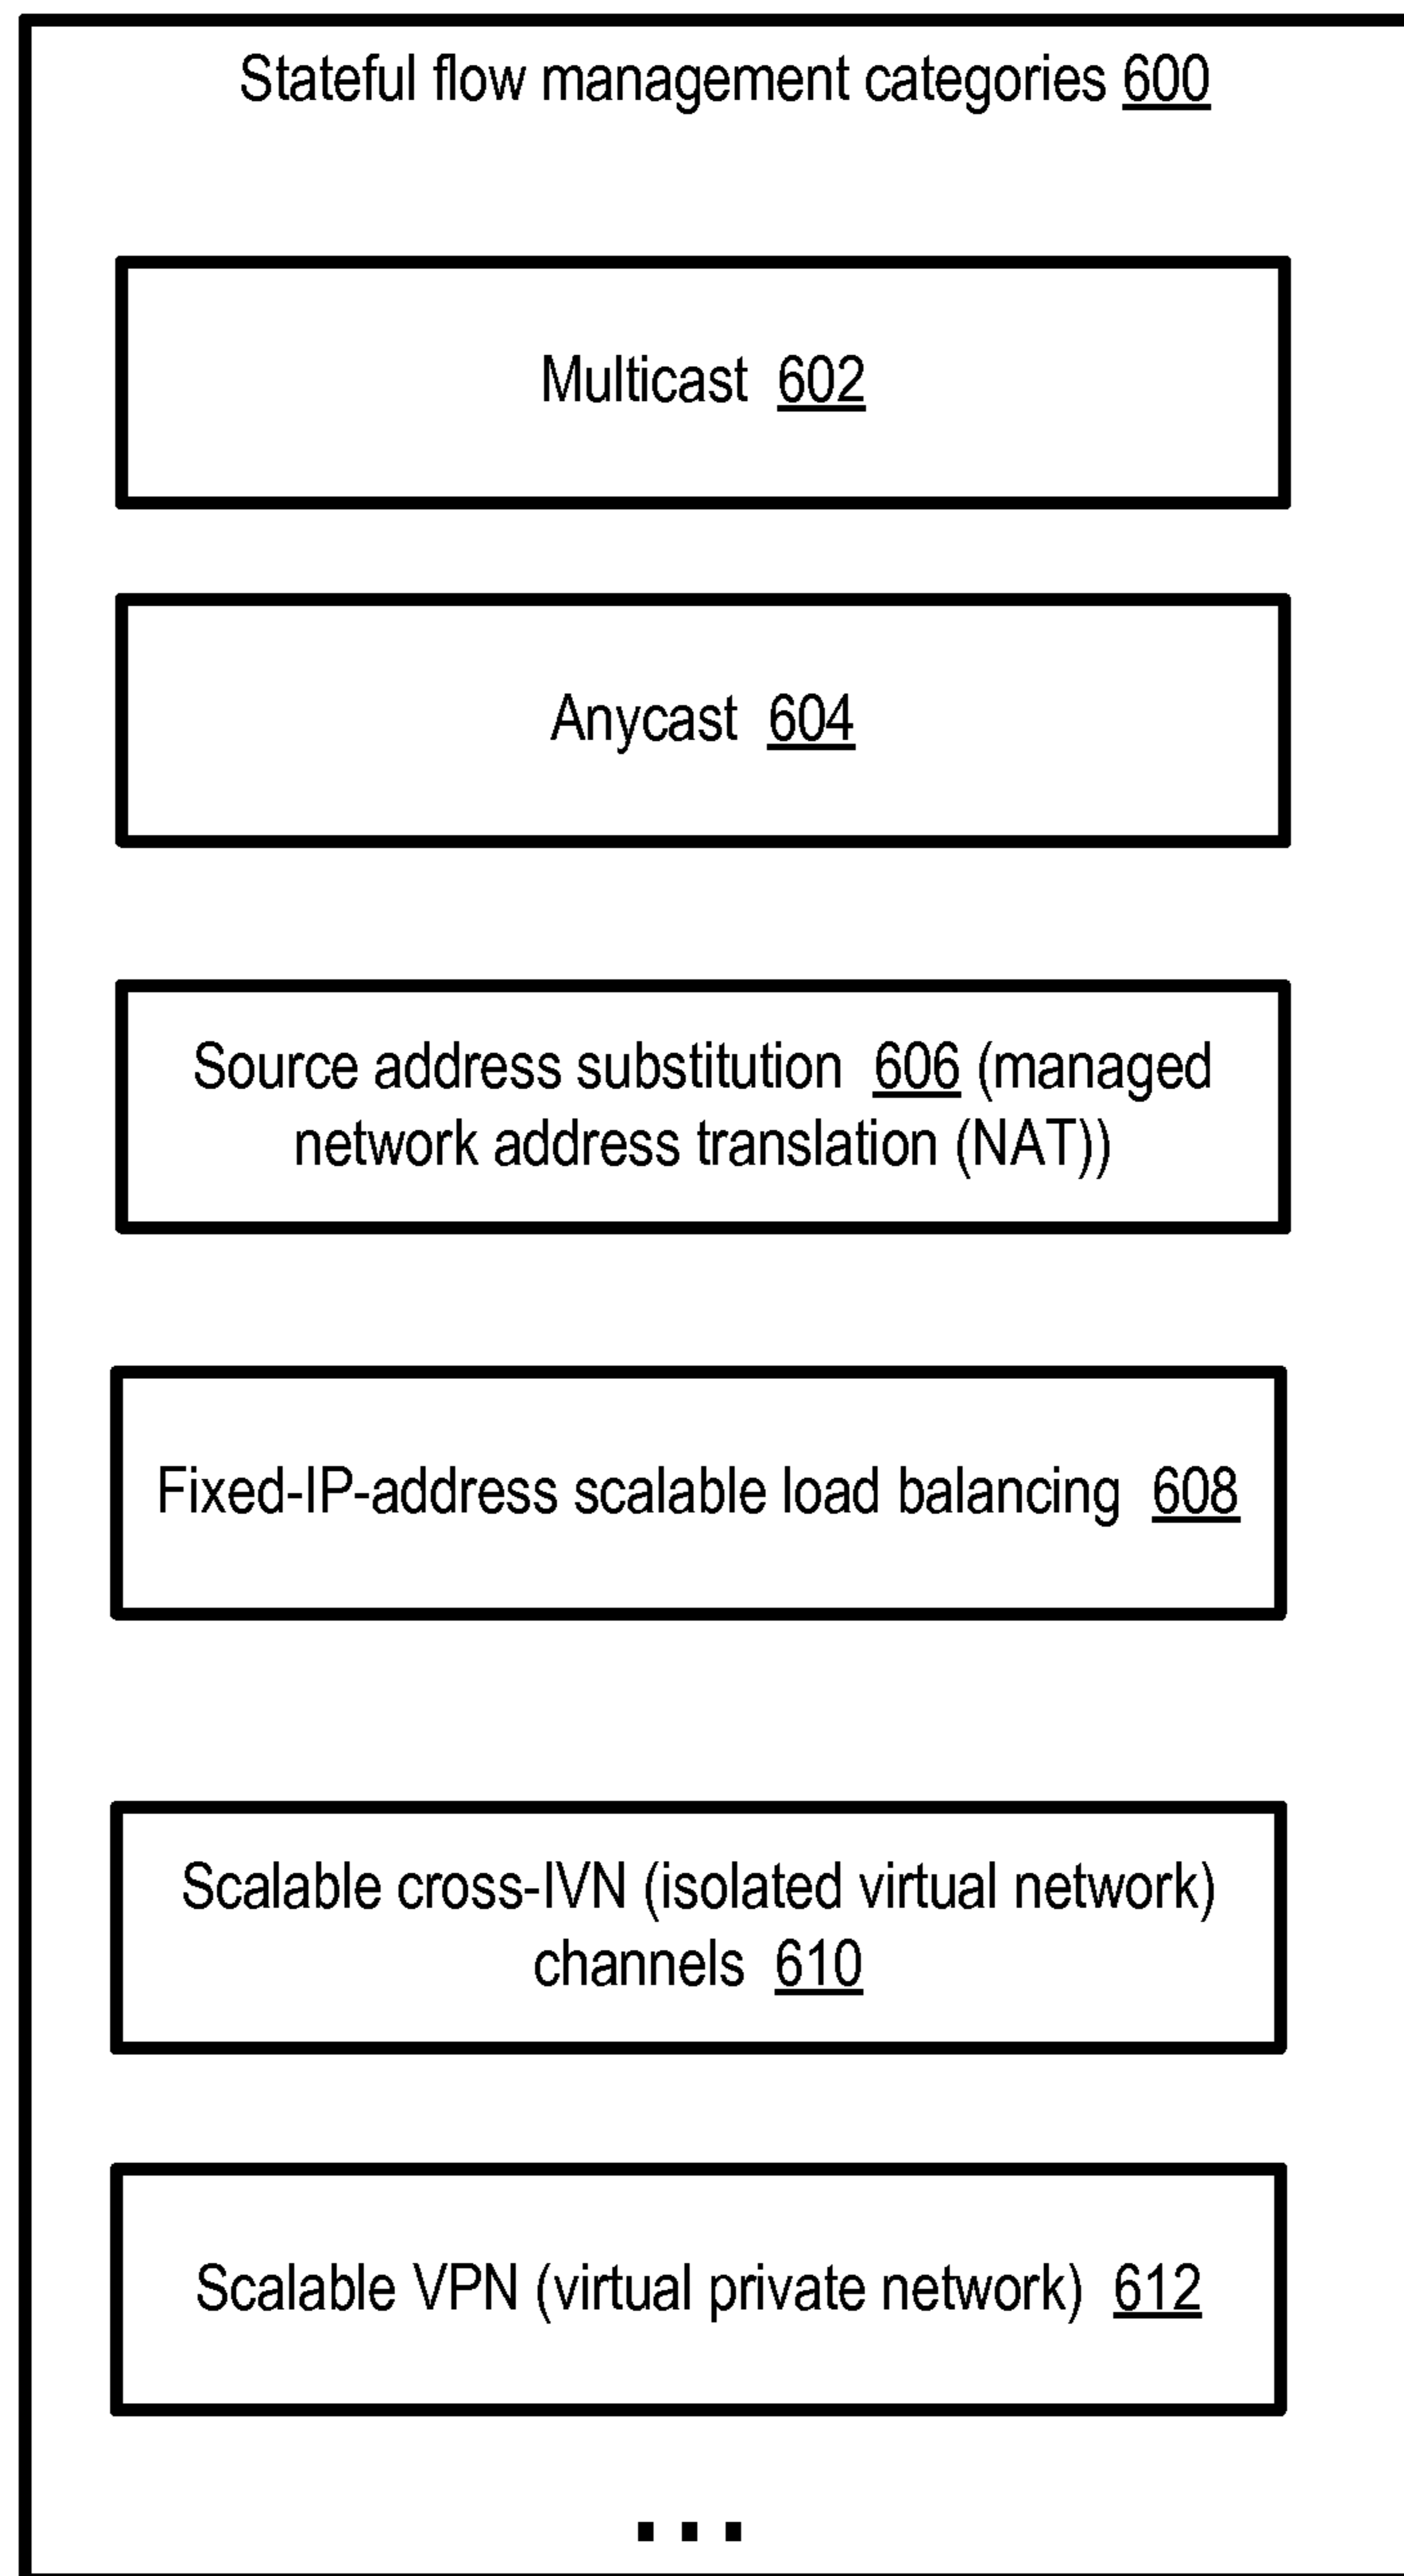 Stateful flow management categories 600
Multicast 602
Anycast 604
Source address substitution 606 (managed
network address translation (NAT))
Fixed-IP-address scalable load balancing 608
Scalable cross-IVN (isolated virtual network)
channels 610
Scalable VPN (virtual private network) 612
...